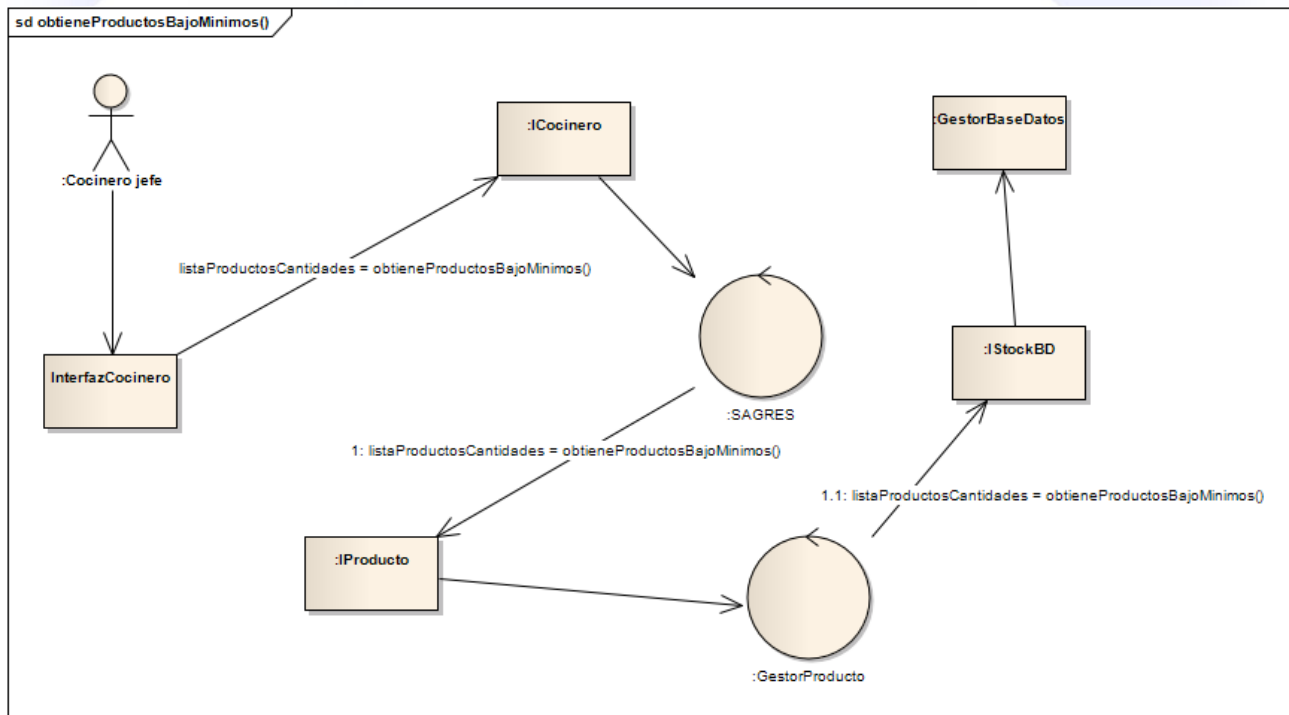 sd obtieneProductosBajoMinimos()
:Cocinero jefe
:ICocinero
:GestorBaseDatos
listaProductosCantidades = obtieneProductosBajoMinimos()
InterfazCocinero
:IStockBD
:SAGRES
1: listaProductosCantidades = obtieneProductosBajoMinimos()
1.1: listaProductosCantidades = obtieneProductosBajoMinimos()
:IProducto
:GestorProducto